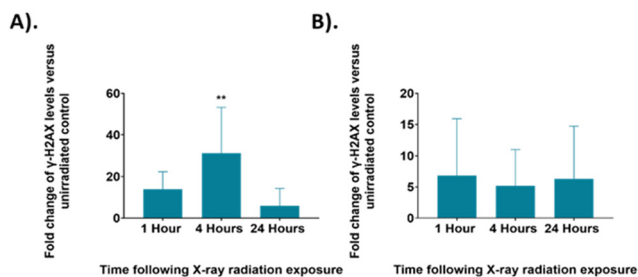 A).
Fold change of γ-H2AX levels versus
unirradiated control
60
40
20
0
**
1 Hour 4 Hours 24 Hours
Time following X-ray radiation exposure
B).
Fold change of γ-H2AX levels versus
unirradiated control
20
15
10
5
0
1 Hour 4 Hours 24 Hours
Time following X-ray radiation exposure